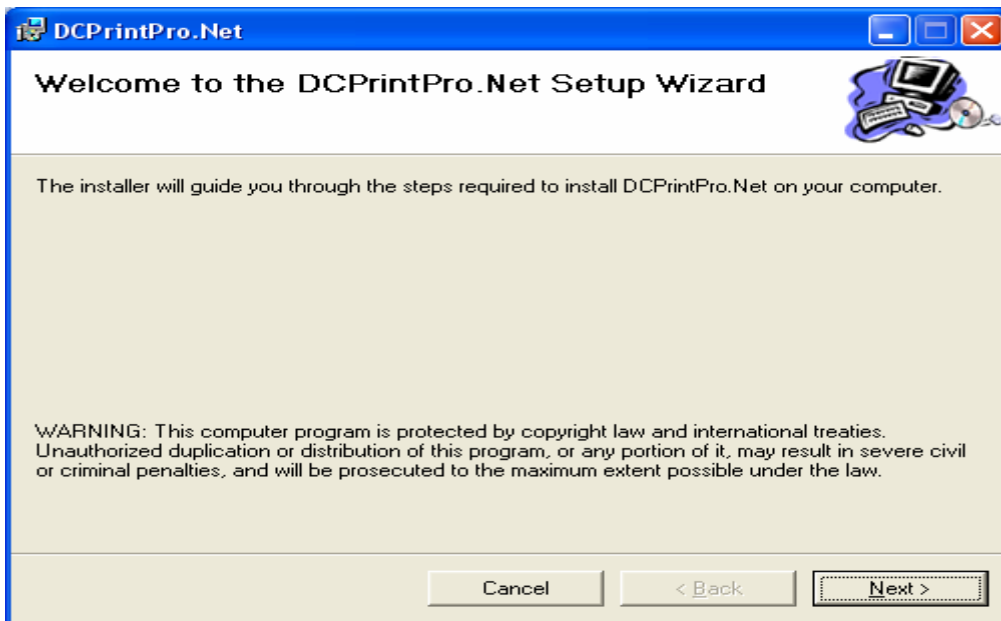 DCPrintPro.Net
Welcome to the DCPrintPro.Net Setup Wizard
The installer will guide you through the steps required to install DCPrintPro.Net on your computer.
WARNING: This computer program is protected by copyright law and international treaties.
Unauthorized duplication or distribution of this program, or any portion of it, may result in severe civil
or criminal penalties, and will be prosecuted to the maximum extent possible under the law.
Cancel < Back Next >